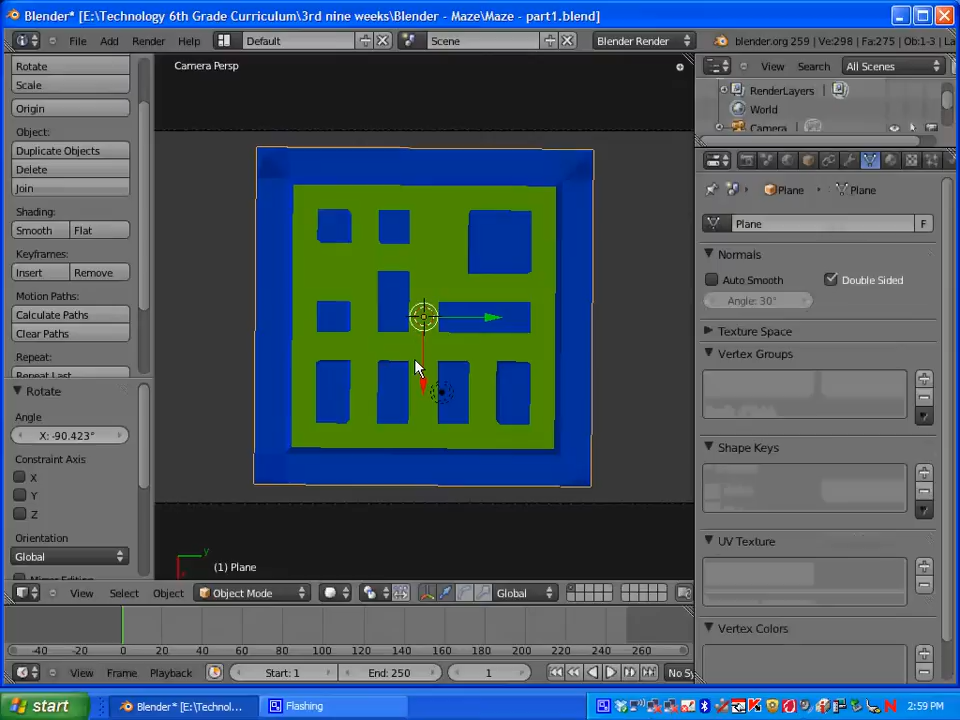 Blender* [E:\Technology 6th Grade Curriculum\3rd nine weeks\Blender - Maze\Maze - part1.blend]
File Add Render Help Default Scene Blender Render blender.org 259 | Ve:298 | Fa:275 | Ob:1-3 | La
Rotate
Scale
Origin
Object:
Duplicate Objects
Delete
Join
Shading:
Smooth Flat
Keyframes:
Insert Remove
Motion Paths:
Calculate Paths
Clear Paths
Repeat:
Rotate
Angle
X: -90.423°
Constraint Axis
X
Y
Z
Orientation
Global
Camera Persp
y
(1) Plane
View Select Object Object Mode Global
View Search All Scenes
RenderLayers
World
Camera
Plane Plane
Plane F
Normals
Auto Smooth Double Sided
Angle: 30°
Texture Space
Vertex Groups
Shape Keys
UV Texture
Vertex Colors
-40 -20 0 20 40 60 80 100 120 140 160 180 200 220 240 260
View Frame Playback Start: 1 End: 250 1 No Sy
start Blender* [E:\Technol... Flashing 2:59 PM